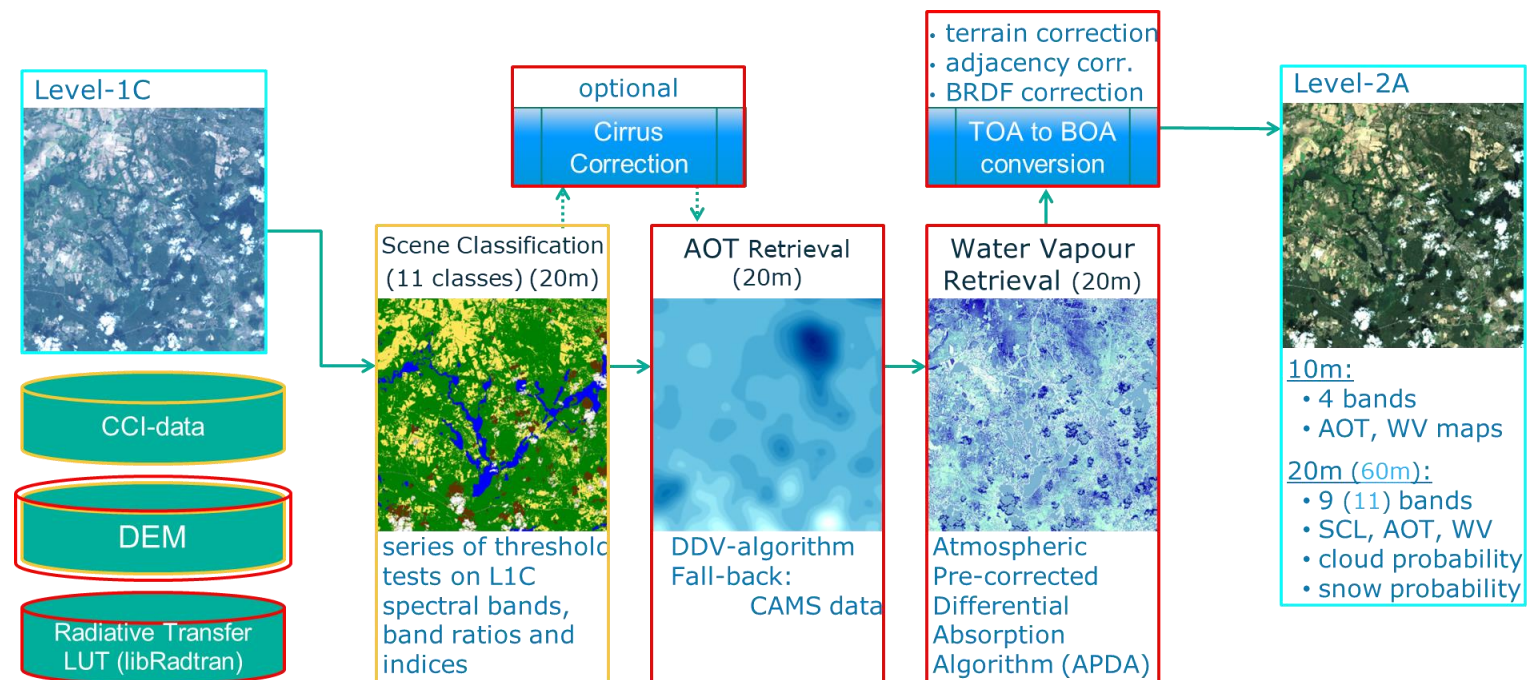 Level-1C
CCI-data
DEM
Radiative Transfer
LUT (libRadtran)
optional
Cirrus
Correction
Scene Classification
(11 classes) (20m)
series of threshold
tests on L1C
spectral bands,
band ratios and
indices
AOT Retrieval
(20m)
DDV-algorithm
Fall-back:
CAMS data
• terrain correction
• adjacency corr.
• BRDF correction
TOA to BOA
conversion
Water Vapour
Retrieval (20m)
Atmospheric
Pre-corrected
Differential
Absorption
Algorithm (APDA)
Level-2A
10m:
• 4 bands
• AOT, WV maps
20m (60m):
• 9 (11) bands
• SCL, AOT, WV
• cloud probability
• snow probability